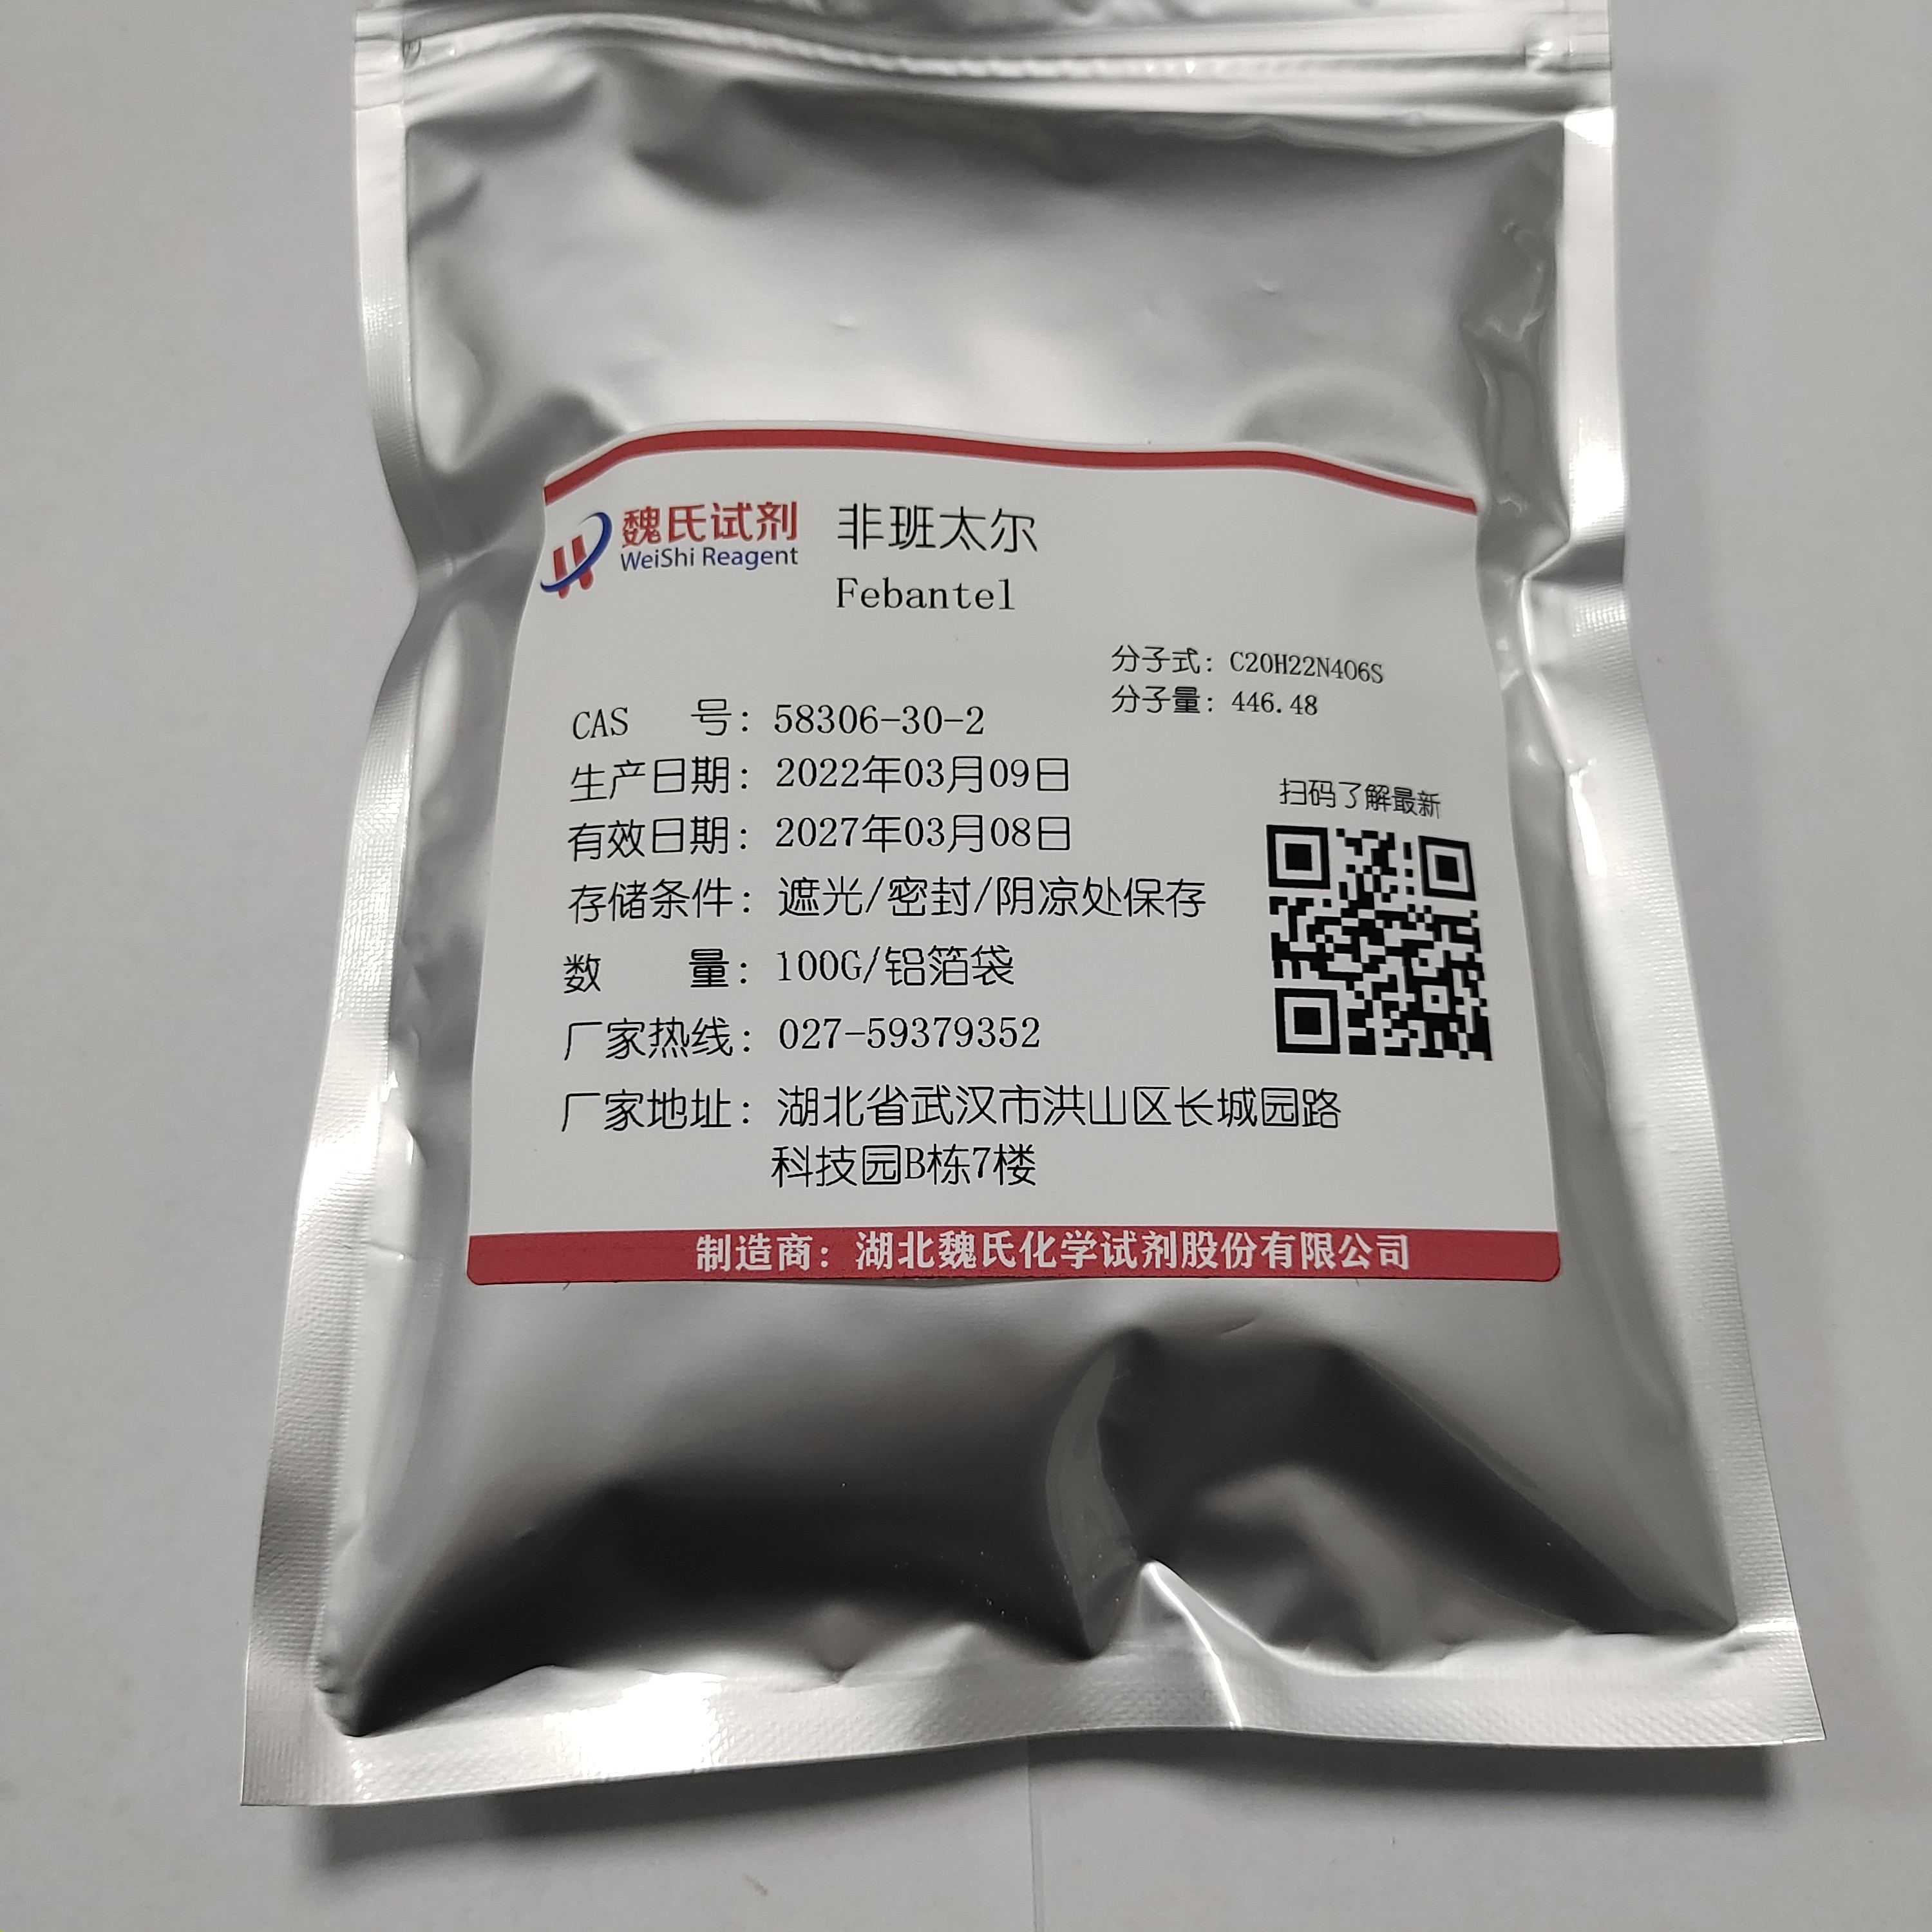 魏氏试剂
WeiShi Reagent
非班太尔
Febantel
分子式：C20H22N4O6S
分子量：446.48
CAS 号：58306-30-2
生产日期：2022年03月09日
有效日期：2027年03月08日
扫码了解最新
存储条件：遮光/密封/阴凉处保存
数 量：100G/铝箔袋
厂家热线：027-59379352
厂家地址：湖北省武汉市洪山区长城园路
科技园B栋7楼
制造商：湖北魏氏化学试剂股份有限公司